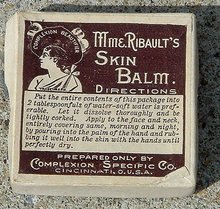 COMPLEXION BEAUTIFIER
MME. RIBAULT'S
SKIN
BALM.
DIRECTIONS
Put the entire contents of this package into
2 tablespoonfuls of water-soft water is pref-
erable. Let it dissolve thoroughly and be
tightly corked. Apply to the face and neck,
entirely covering same, morning and night,
by pouring into the palm of the hand and rub-
bing it well into the skin with the hands until
perfectly dry.
PREPARED ONLY BY
COMPLEXION SPECIFIC CO.
CINCINNATI, O. U.S.A.